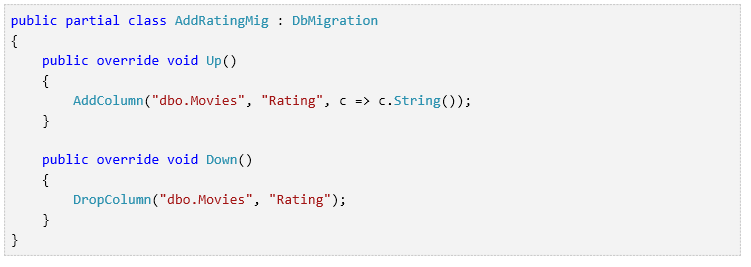 public partial class AddRatingMig : DbMigration
{
    public override void Up()
    {
        AddColumn("dbo.Movies", "Rating", c => c.String());
    }

    public override void Down()
    {
        DropColumn("dbo.Movies", "Rating");
    }
}